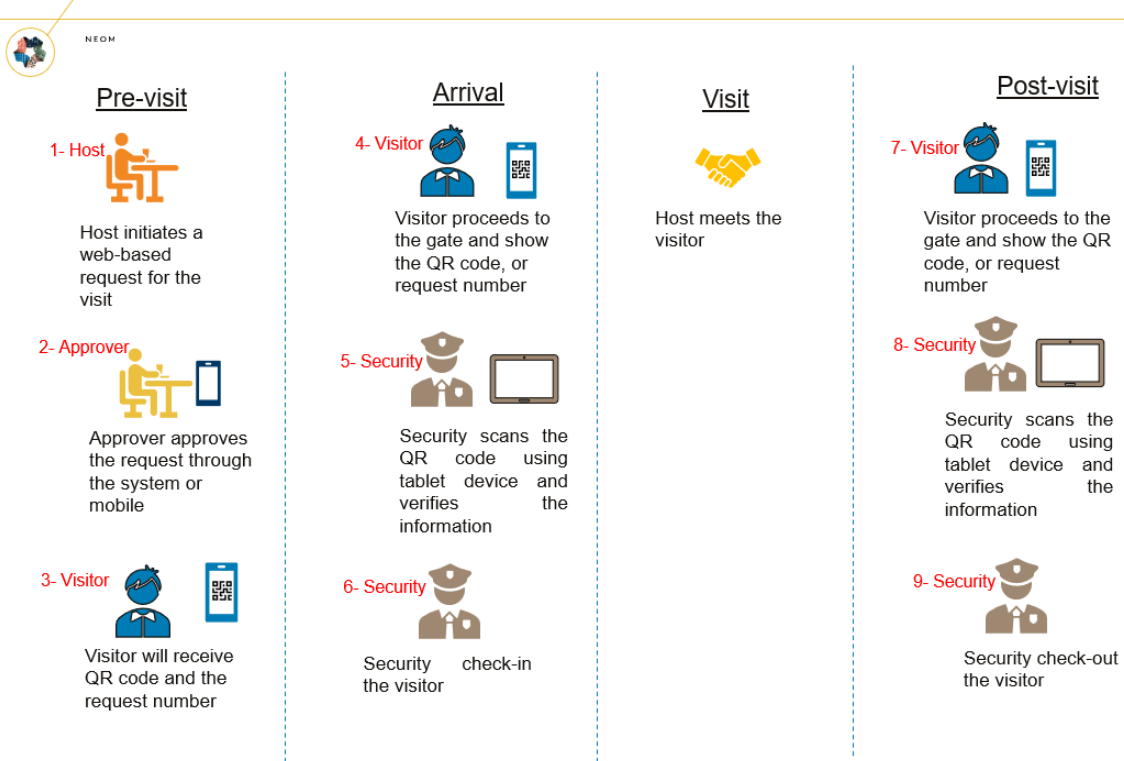 NEOM
Pre-visit
1- Host
Host initiates a
web-based
request for the
visit
2- Approver
Approver approves
the request through
the system or
mobile
3- Visitor
Visitor will receive
QR code and the
request number
Arrival
4- Visitor
Visitor proceeds to
the gate and show
the QR code, or
request number
5- Security
Security scans the
QR code using
tablet device and
verifies the
information
6- Security
Security check-in
the visitor
Visit
Host meets the
visitor
Post-visit
7- Visitor
Visitor proceeds to the
gate and show the QR
code, or request
number
8- Security
Security scans the
QR code using
tablet device and
verifies the
information
9- Security
Security check-out
the visitor